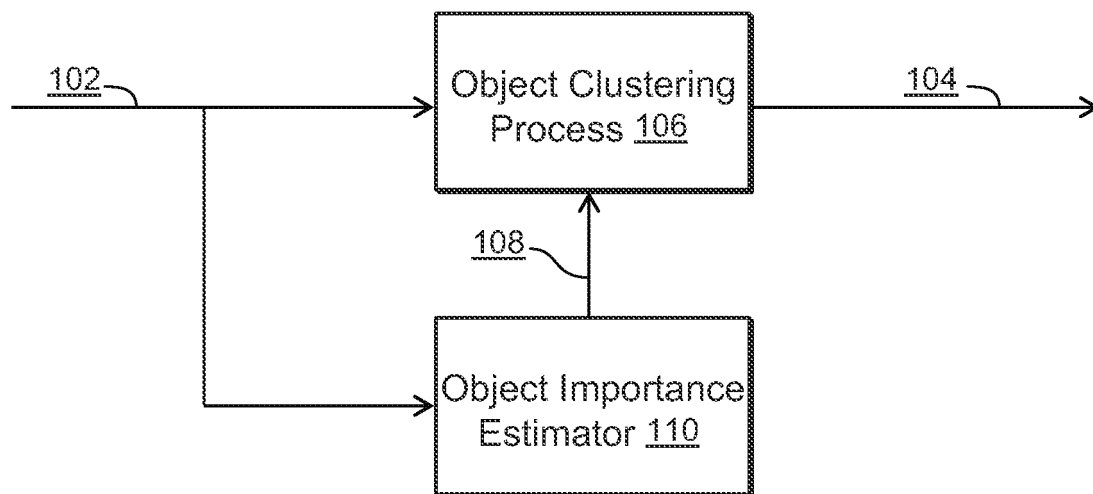 102
Object Clustering
Process 106
104
108
Object Importance
Estimator 110